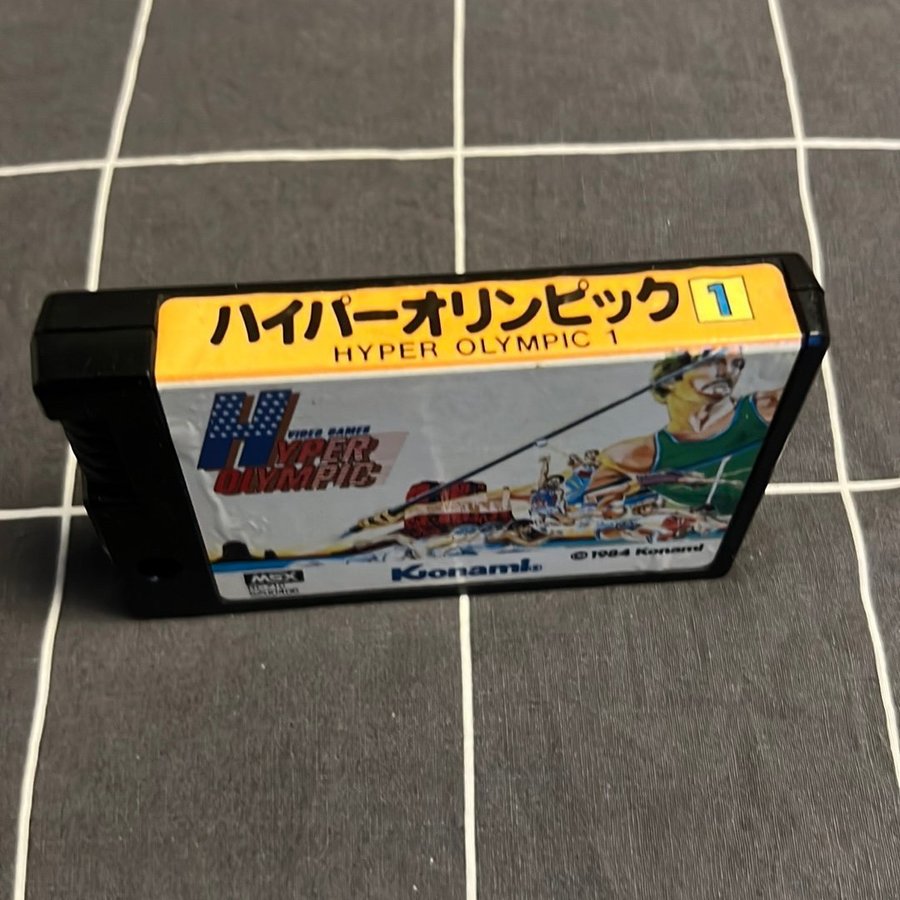 ハイパーオリンピック 1
HYPER OLYMPIC 1
VIDEO GAMES
HYPER
OLYMPIC
©1984 Konami
Konami
MSX